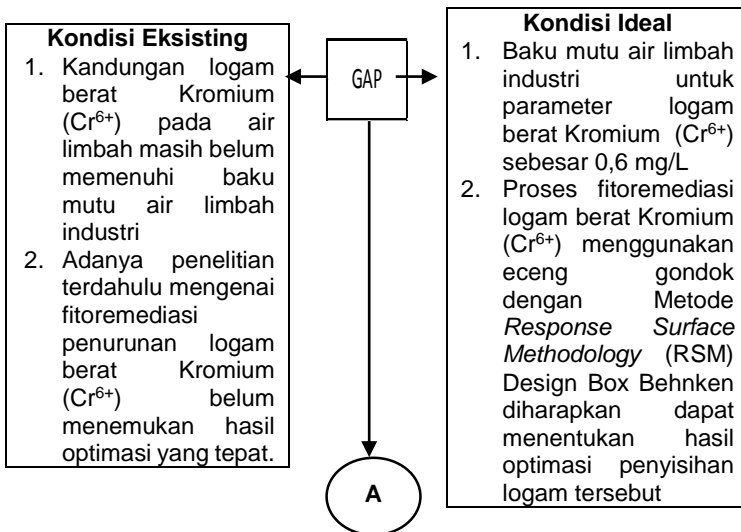 Kondisi Eksisting
1. Kandungan logam
berat Kromium
(Cr⁶⁺) pada air
limbah masih belum
memenuhi baku
mutu air limbah
industri
2. Adanya penelitian
terdahulu mengenai
fitoremediasi
penurunan logam
berat Kromium
(Cr⁶⁺) belum
menemukan hasil
optimasi yang tepat.
GAP
Kondisi Ideal
1. Baku mutu air limbah
industri untuk
parameter logam
berat Kromium (Cr⁶⁺)
sebesar 0,6 mg/L
2. Proses fitoremediasi
logam berat Kromium
(Cr⁶⁺) menggunakan
eceng gondok
dengan Metode
Response Surface
Methodology (RSM)
Design Box Behnken
diharapkan dapat
menentukan hasil
optimasi penyisihan
logam tersebut
A